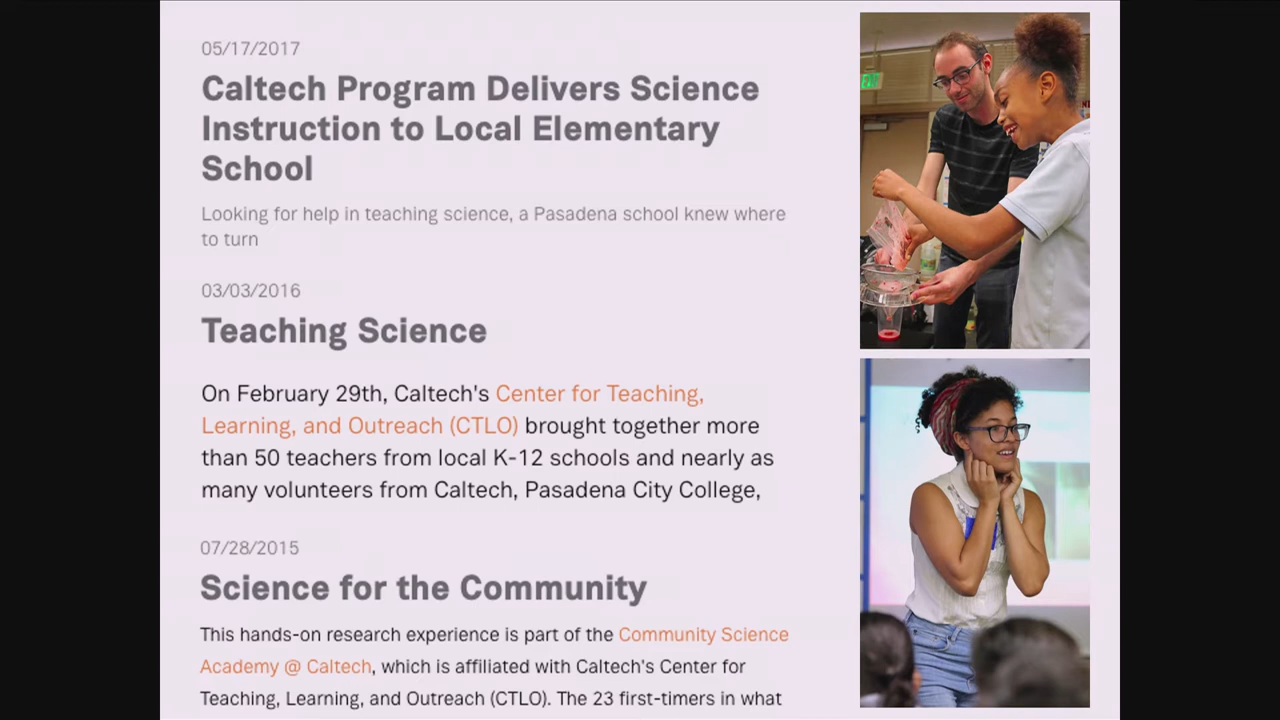 05/17/2017
Caltech Program Delivers Science
Instruction to Local Elementary
School
Looking for help in teaching science, a Pasadena school knew where
to turn
03/03/2016
Teaching Science
On February 29th, Caltech's Center for Teaching,
Learning, and Outreach (CTLO) brought together more
than 50 teachers from local K-12 schools and nearly as
many volunteers from Caltech, Pasadena City College,
07/28/2015
Science for the Community
This hands-on research experience is part of the Community Science
Academy @ Caltech, which is affiliated with Caltech's Center for
Teaching, Learning, and Outreach (CTLO). The 23 first-timers in what
EXIT